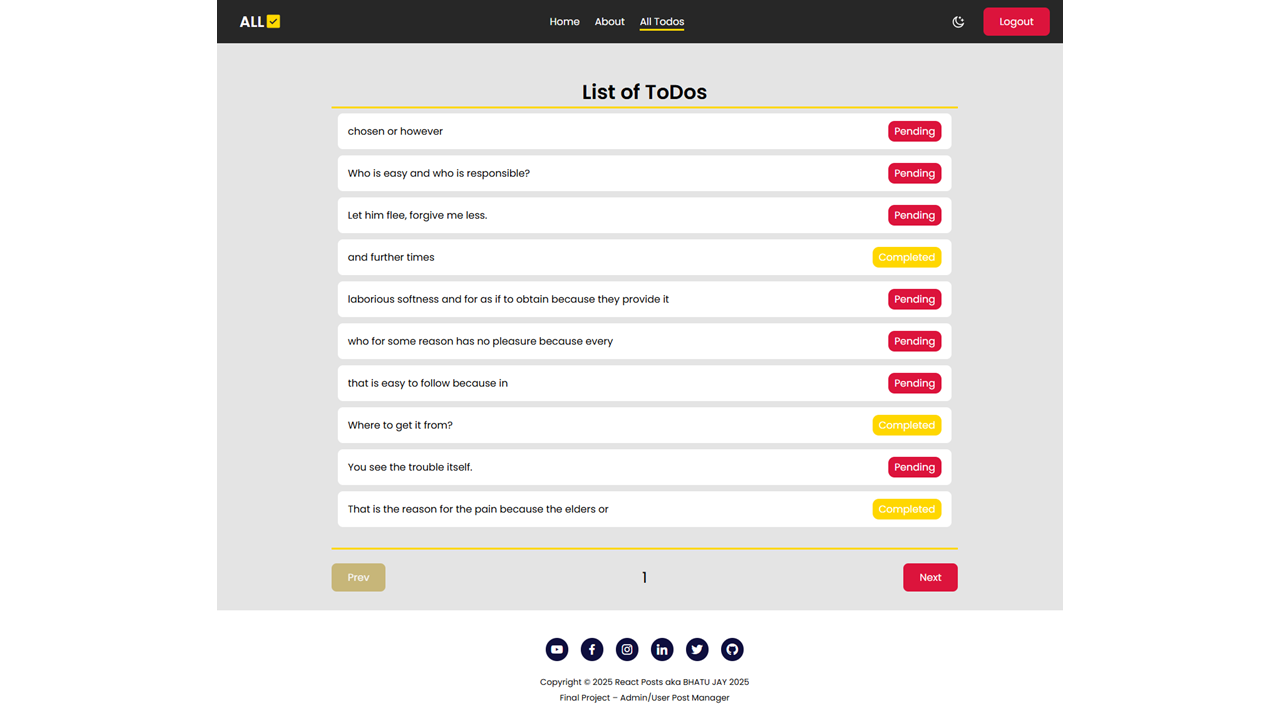 ALL
Home About All Todos
Logout
List of ToDos
chosen or however Pending
Who is easy and who is responsible? Pending
Let him flee, forgive me less. Pending
and further times Completed
laborious softness and for as if to obtain because they provide it Pending
who for some reason has no pleasure because every Pending
that is easy to follow because in Pending
Where to get it from? Completed
You see the trouble itself. Pending
That is the reason for the pain because the elders or Completed
Prev 1 Next
Copyright © 2025 React Posts aka BHATU JAY 2025
Final Project – Admin/User Post Manager